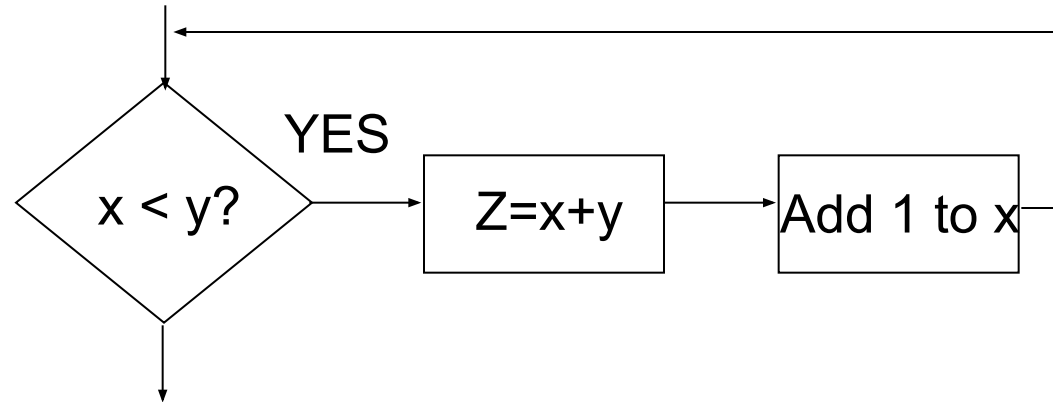 YES
x < y?
Z=x+y
Add 1 to x